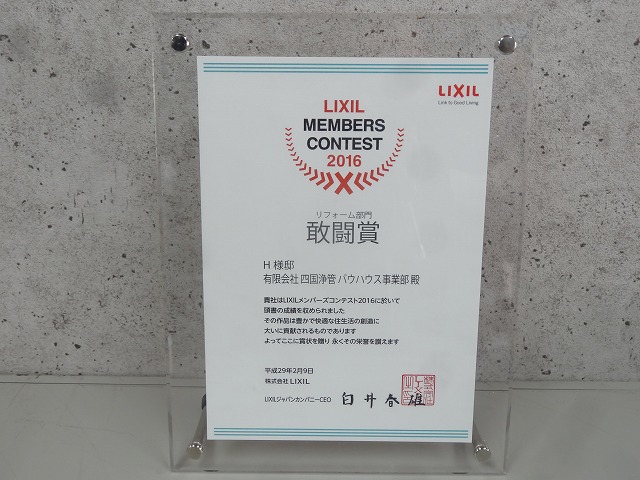 LIXIL
Link to Good Living
LIXIL
MEMBERS
CONTEST
2016
リフォーム部門
敢闘賞
H 様邸
有限会社 四国浄管 バウハウス事業部 殿
貴社はLIXILメンバーズコンテスト2016に於いて
頭書の成績を収められました
その作品は豊かで快適な住生活の創造に
大いに貢献されるものであります
よってここに賞状を贈り 永くその栄誉を讃えます
平成29年2月9日
株式会社 LIXIL
LIXILジャパンカンパニーCEO 白井春雄